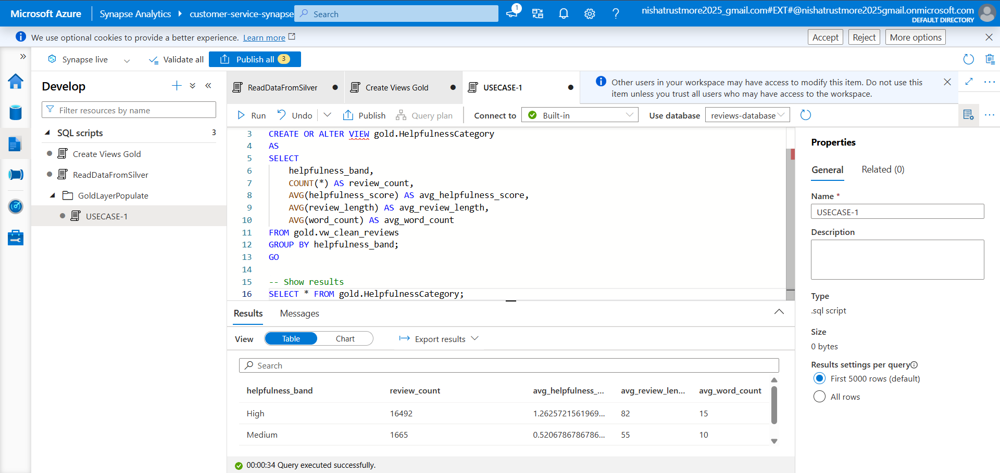 Microsoft Azure
Synapse Analytics
customer-service-synapse
Search
1
nishatrustmore2025_gmail.com#EXT#@nishatrustmore2025gmail.onmicrosoft.com
DEFAULT DIRECTORY
We use optional cookies to provide a better experience. Learn more
Accept
Reject
More options
Synapse live
Validate all
Publish all 3
Develop
Filter resources by name
SQL scripts 3
Create Views Gold
ReadDataFromSilver
GoldLayerPopulate
USECASE-1
ReadDataFromSilver
Create Views Gold
USECASE-1
Other users in your workspace may have access to modify this item. Do not use this
item unless you trust all users who may have access to the workspace.
Run
Undo
Publish
Query plan
Connect to
Built-in
Use database
reviews-database
3 CREATE OR ALTER VIEW gold.HelpfulnessCategory
4 AS
5 SELECT
6 helpfulness_band,
7 COUNT(*) AS review_count,
8 AVG(helpfulness_score) AS avg_helpfulness_score,
9 AVG(review_length) AS avg_review_length,
10 AVG(word_count) AS avg_word_count
11 FROM gold.vw_clean_reviews
12 GROUP BY helpfulness_band;
13 GO
14
15 -- Show results
16 SELECT * FROM gold.HelpfulnessCategory;
Results
Messages
View
Table
Chart
Export results
Search
helpfulness_band review_count avg_helpfulness_... avg_review_len... avg_word_count
High 16492 1.2625721561969... 82 15
Medium 1665 0.5206786786786... 55 10
00:00:34 Query executed successfully.
Properties
General
Related (0)
Name *
USECASE-1
Description
Type
.sql script
Size
0 bytes
Results settings per query
First 5000 rows (default)
All rows